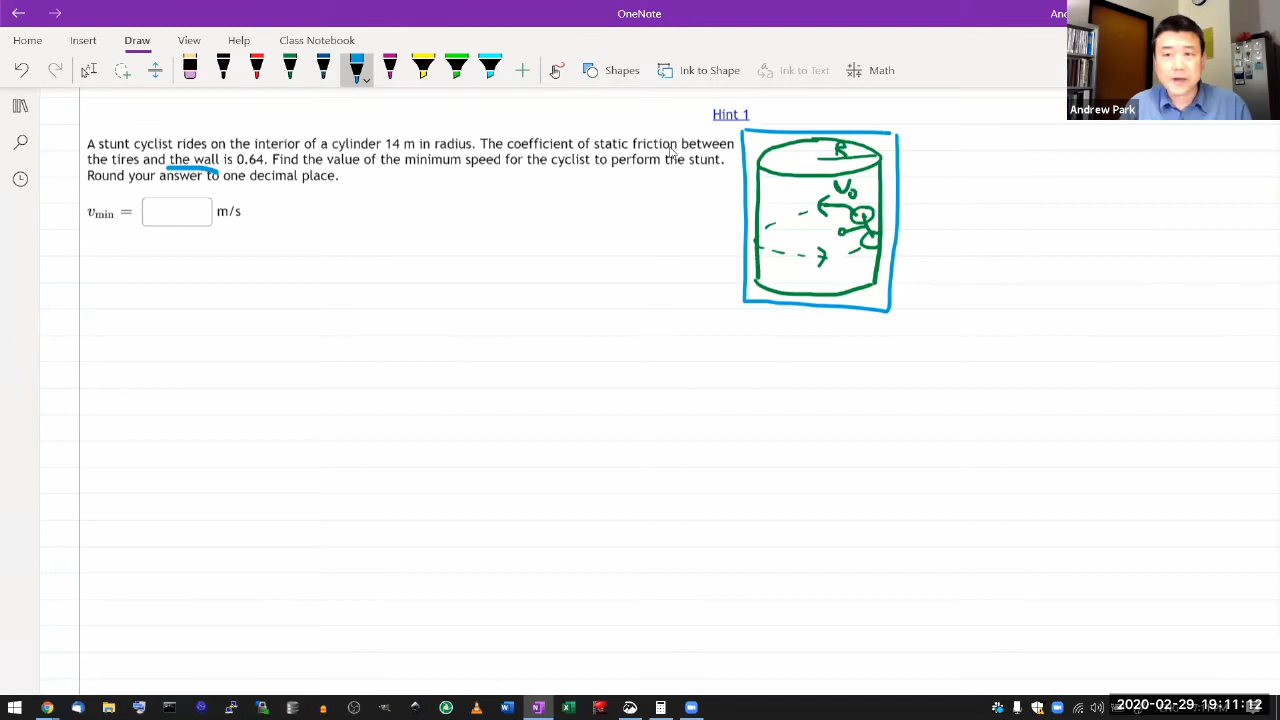 OneNote
An
Home Insert Draw View Help Class Notebook
Shapes Ink to Shape Ink to Text Math
Andrew Park
Hint 1
A stunt cyclist rides on the interior of a cylinder 14 m in radius. The coefficient of static friction between
the tires and the wall is 0.64. Find the value of the minimum speed for the cyclist to perform the stunt.
Round your answer to one decimal place.
vmin = m/s
R
v0
2020-02-29 19:11:12